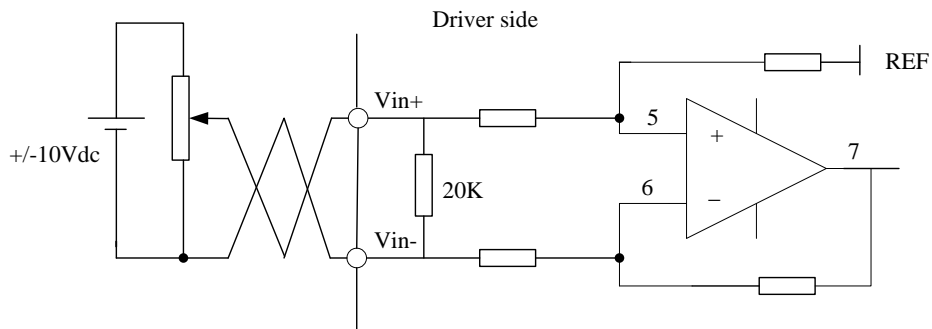 Driver side
REF
Vin+
5
+
7
+/-10Vdc
20K
6
−
Vin-